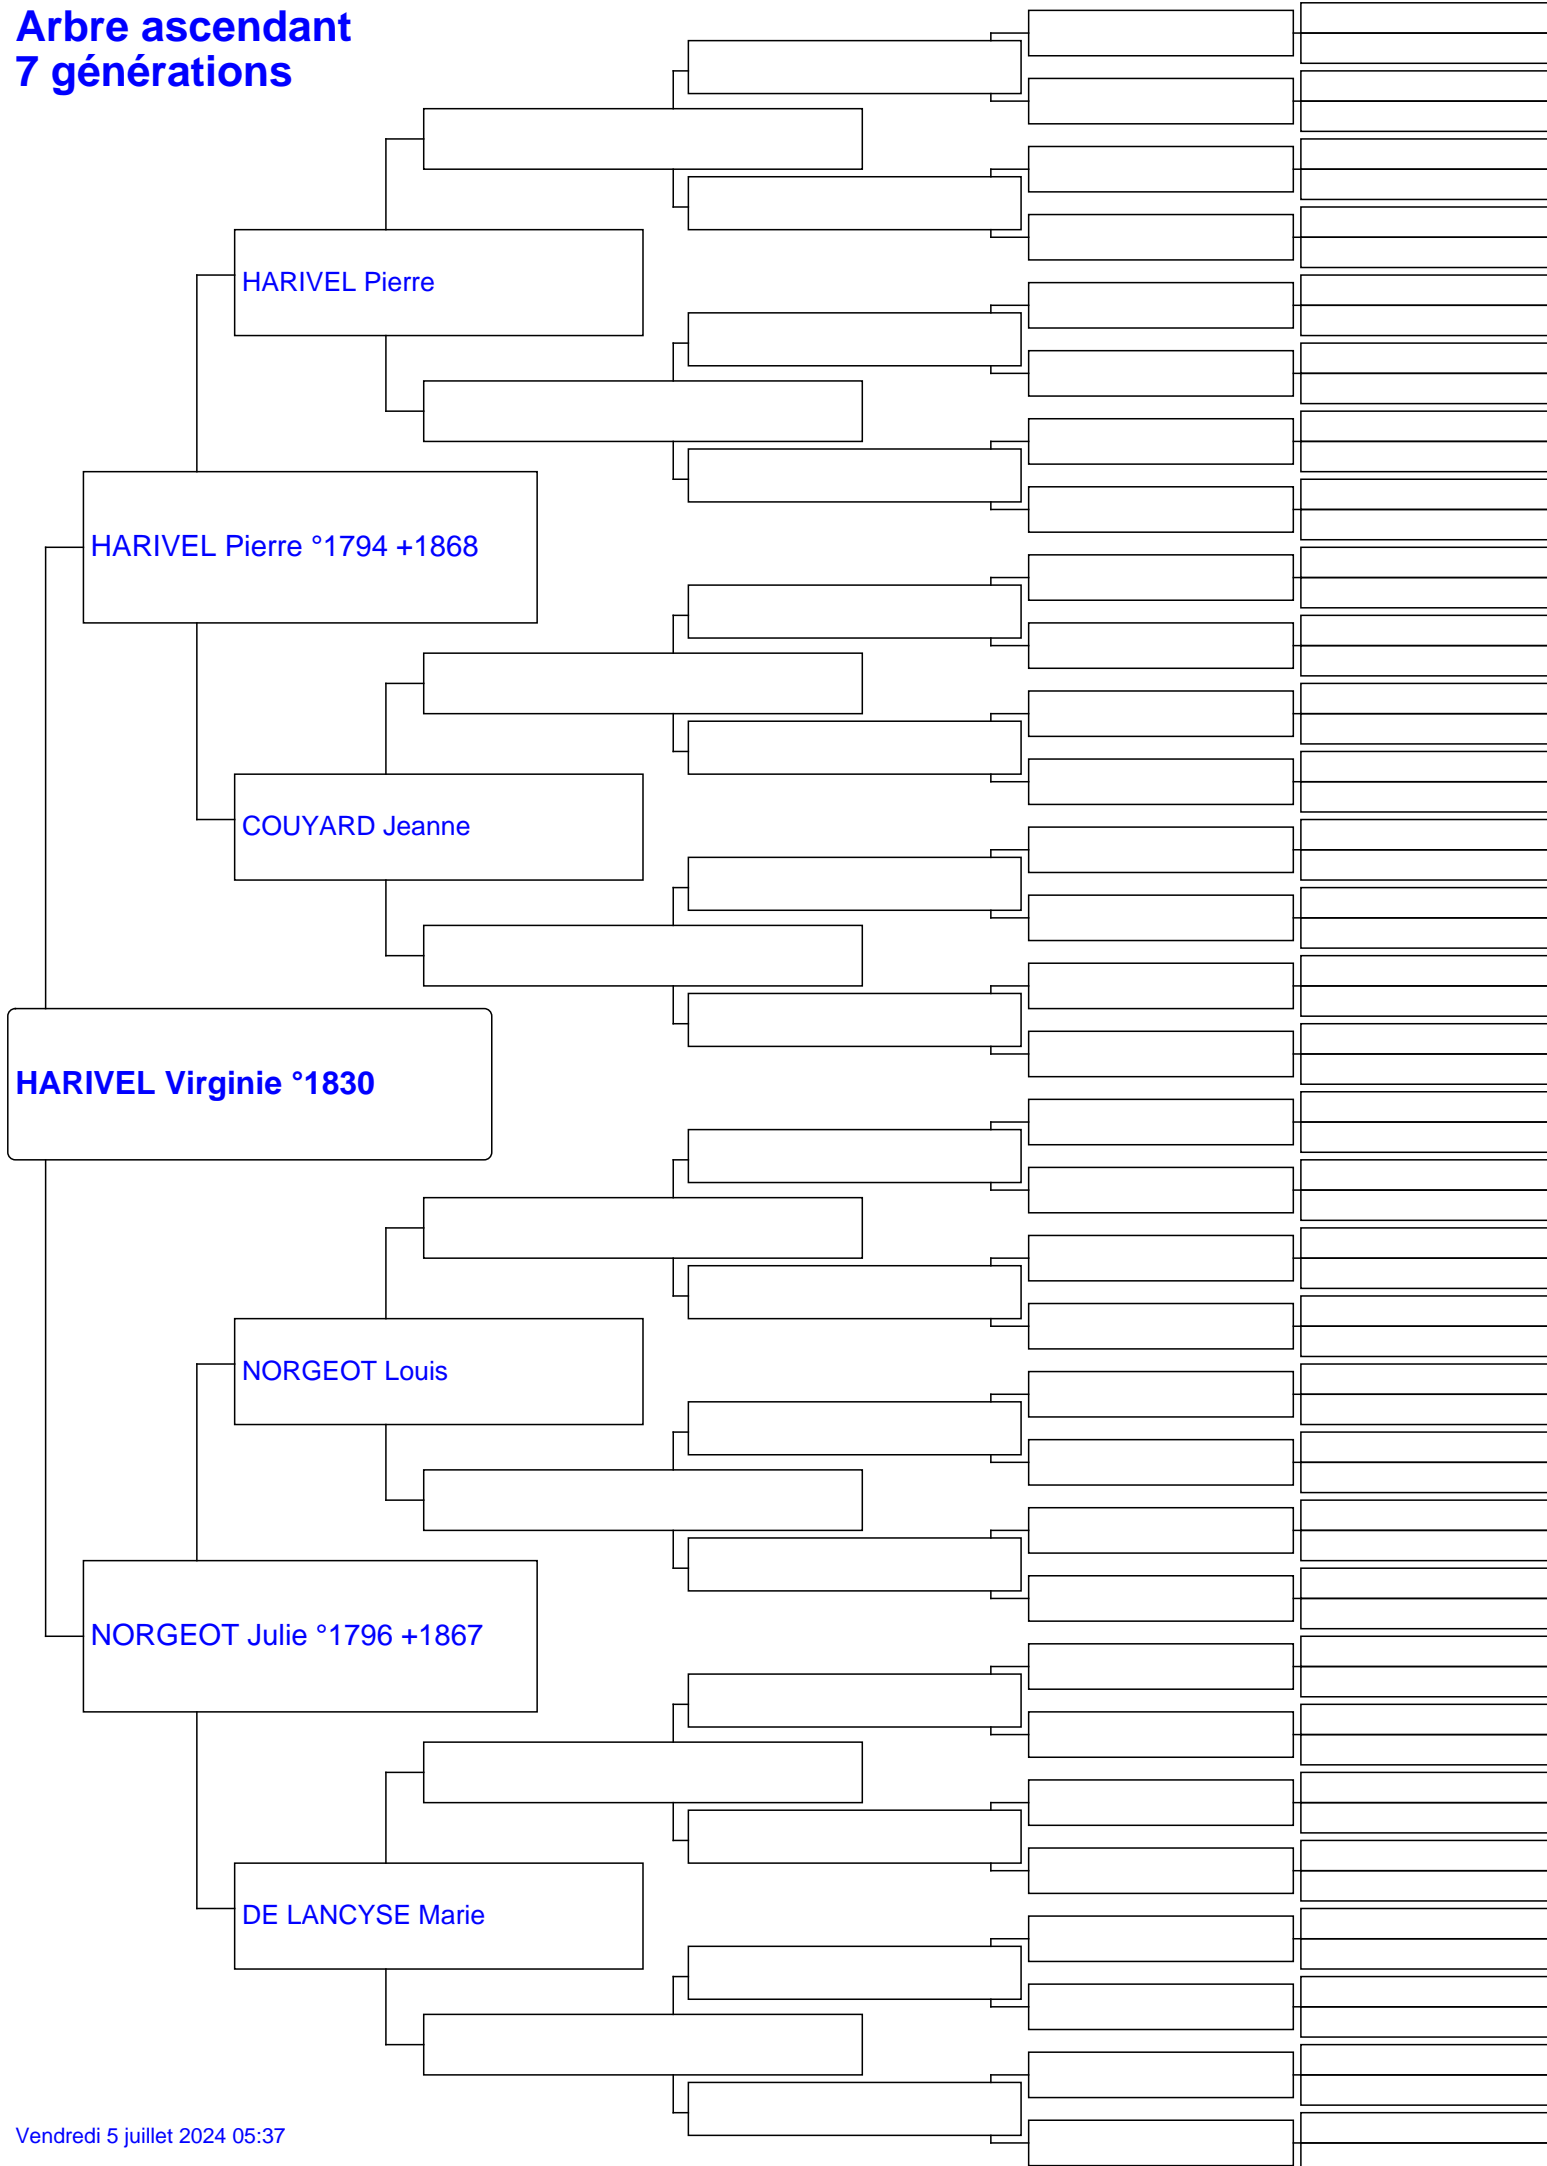 Arbre ascendant
7 générations
HARIVEL Pierre
HARIVEL Pierre °1794 +1868
COUYARD Jeanne
HARIVEL Virginie °1830
NORGEOT Louis
NORGEOT Julie °1796 +1867
DE LANCYSE Marie
Vendredi 5 juillet 2024 05:37